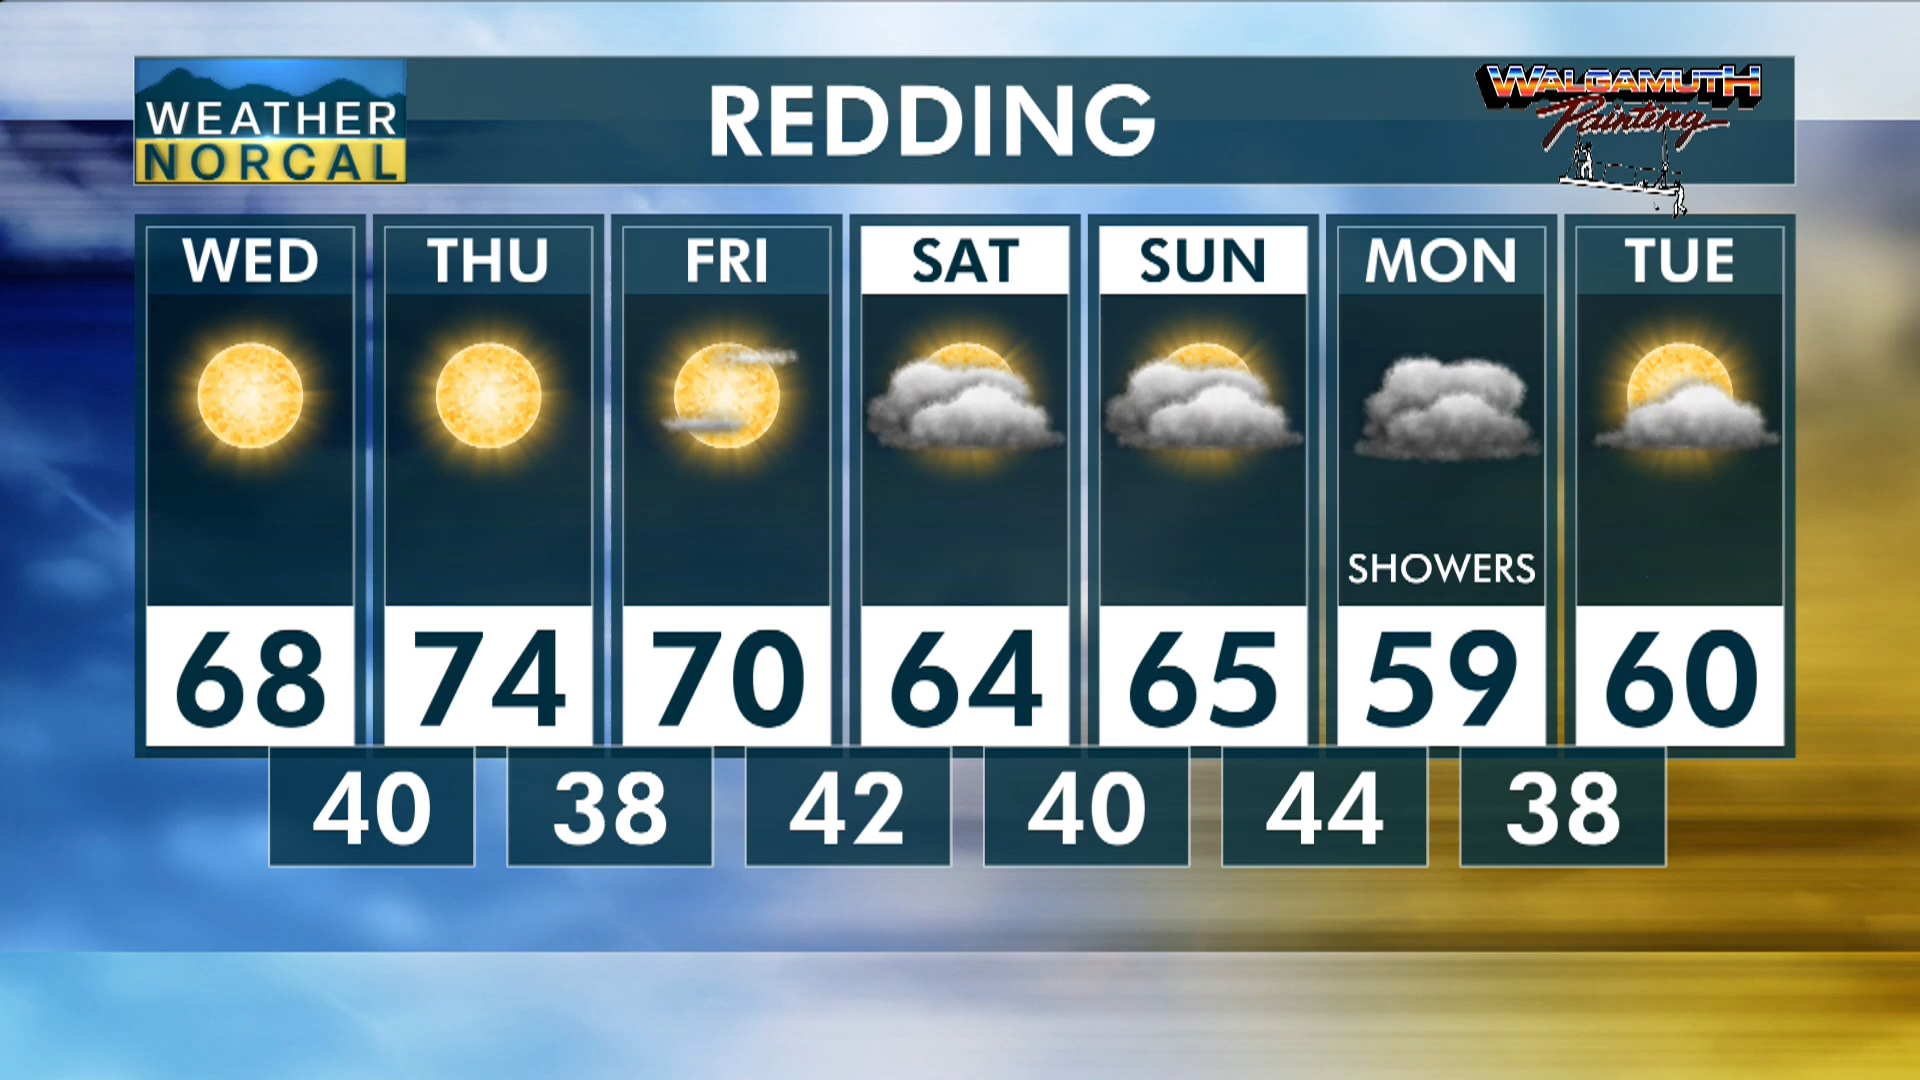 WEATHER
NORCAL
REDDING
WALGAMUTH
Painting
WED THU FRI SAT SUN MON TUE
SHOWERS
68 74 70 64 65 59 60
40 38 42 40 44 38